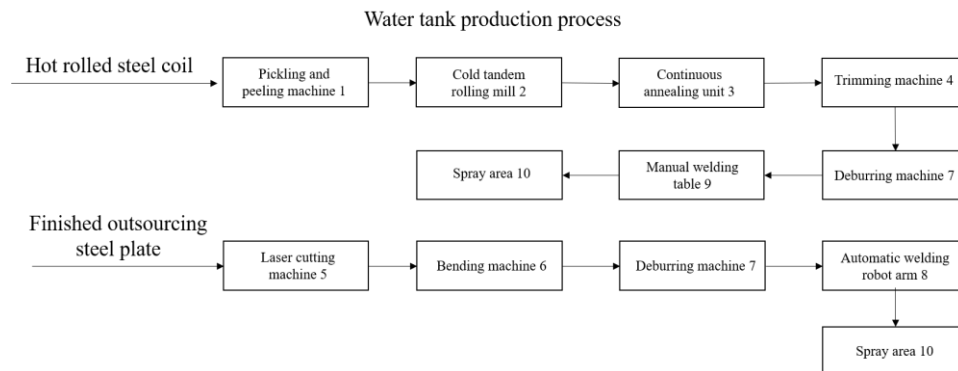 Water tank production process
Hot rolled steel coil
Pickling and
peeling machine 1
Cold tandem
rolling mill 2
Continuous
annealing unit 3
Trimming machine 4
Deburring machine 7
Manual welding
table 9
Spray area 10
Finished outsourcing
steel plate
Laser cutting
machine 5
Bending machine 6
Deburring machine 7
Automatic welding
robot arm 8
Spray area 10